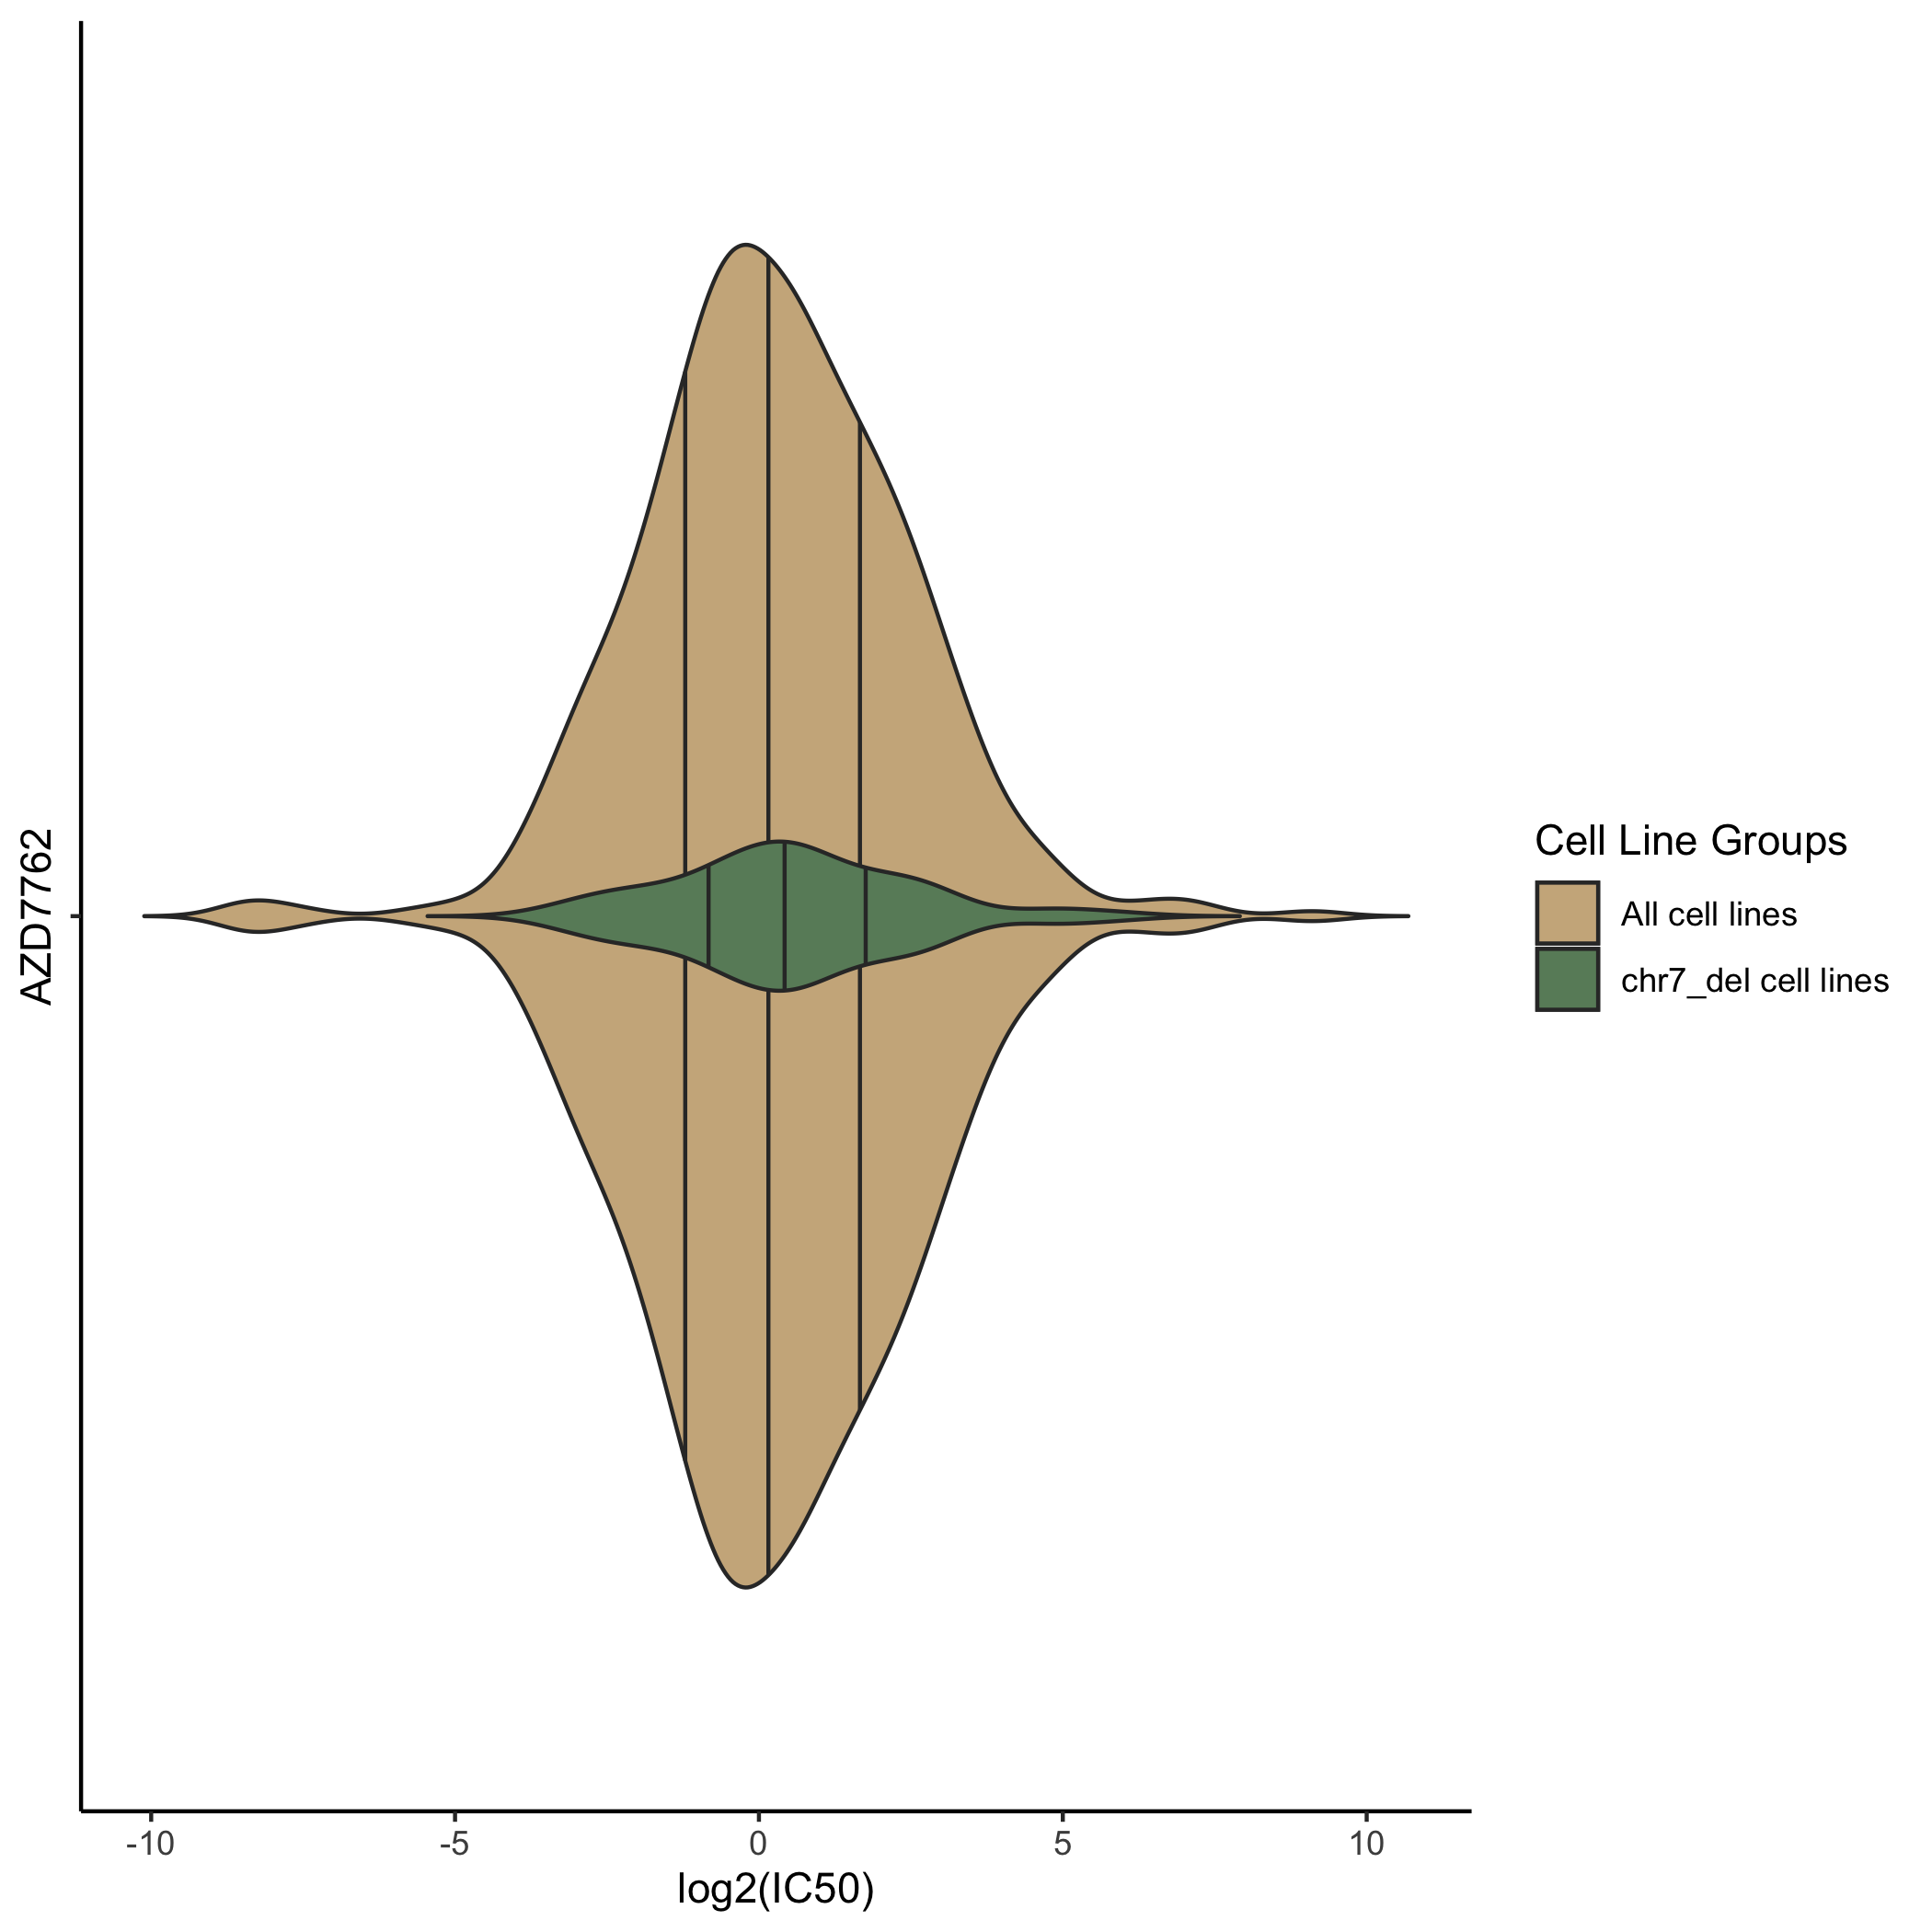 AZD7762
-10
-5
0
5
10
log2(IC50)
Cell Line Groups
All cell lines
chr7_del cell lines